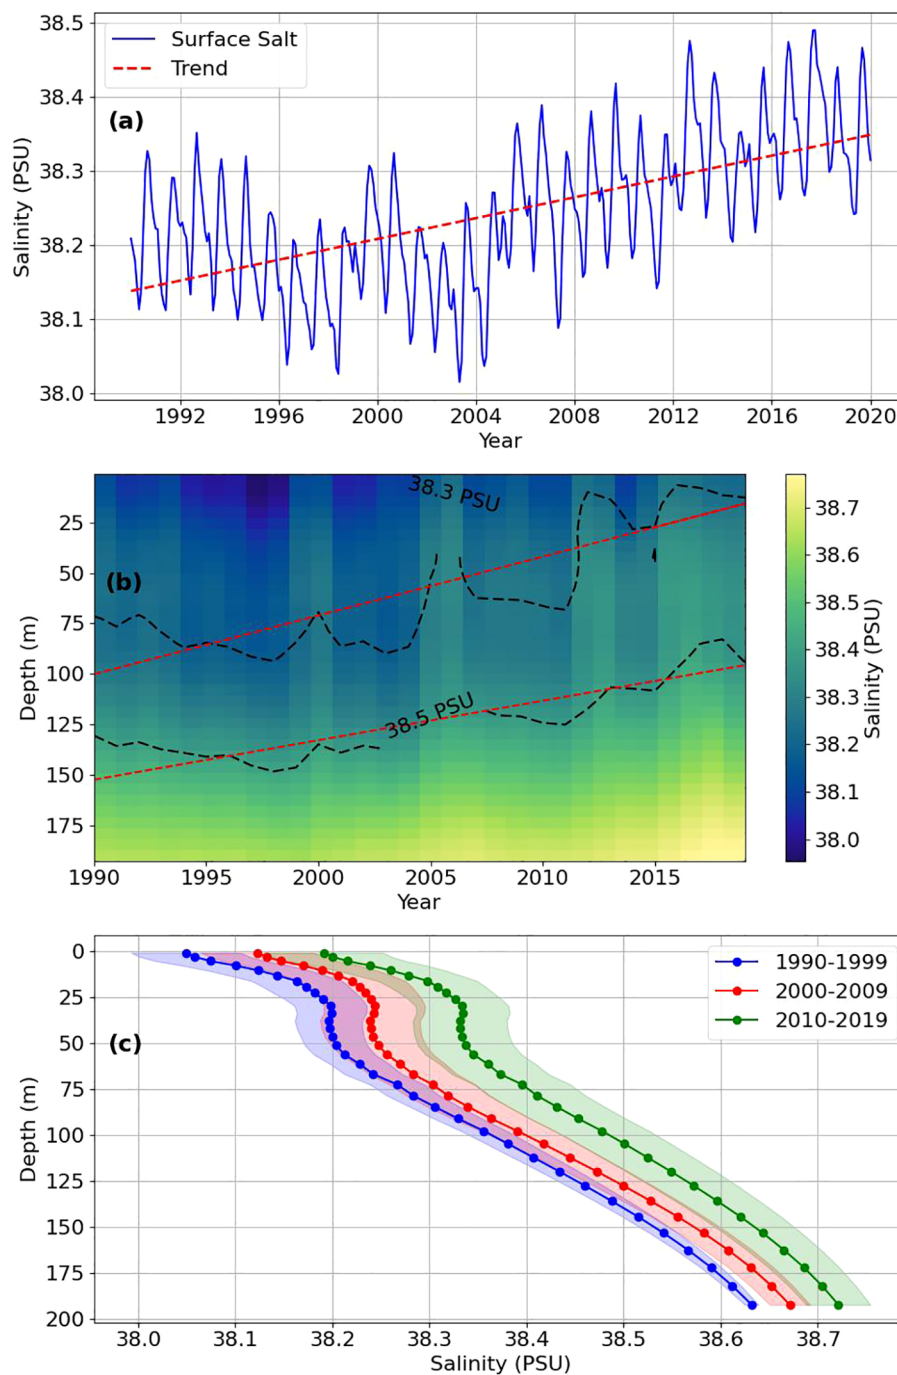 38.5
38.4
38.3
38.2
38.1
38.0
Salinity (PSU)
Surface Salt
Trend
(a)
1992 1996 2000 2004 2008 2012 2016 2020
Year
25
50
75
100
125
150
175
Depth (m)
(b)
38.3 PSU
38.5 PSU
1990 1995 2000 2005 2010 2015
Year
38.7
38.6
38.5
38.4
38.3
38.2
38.1
38.0
Salinity (PSU)
0
25
50
75
100
125
150
175
200
Depth (m)
(c)
1990-1999
2000-2009
2010-2019
38.0 38.1 38.2 38.3 38.4 38.5 38.6 38.7
Salinity (PSU)